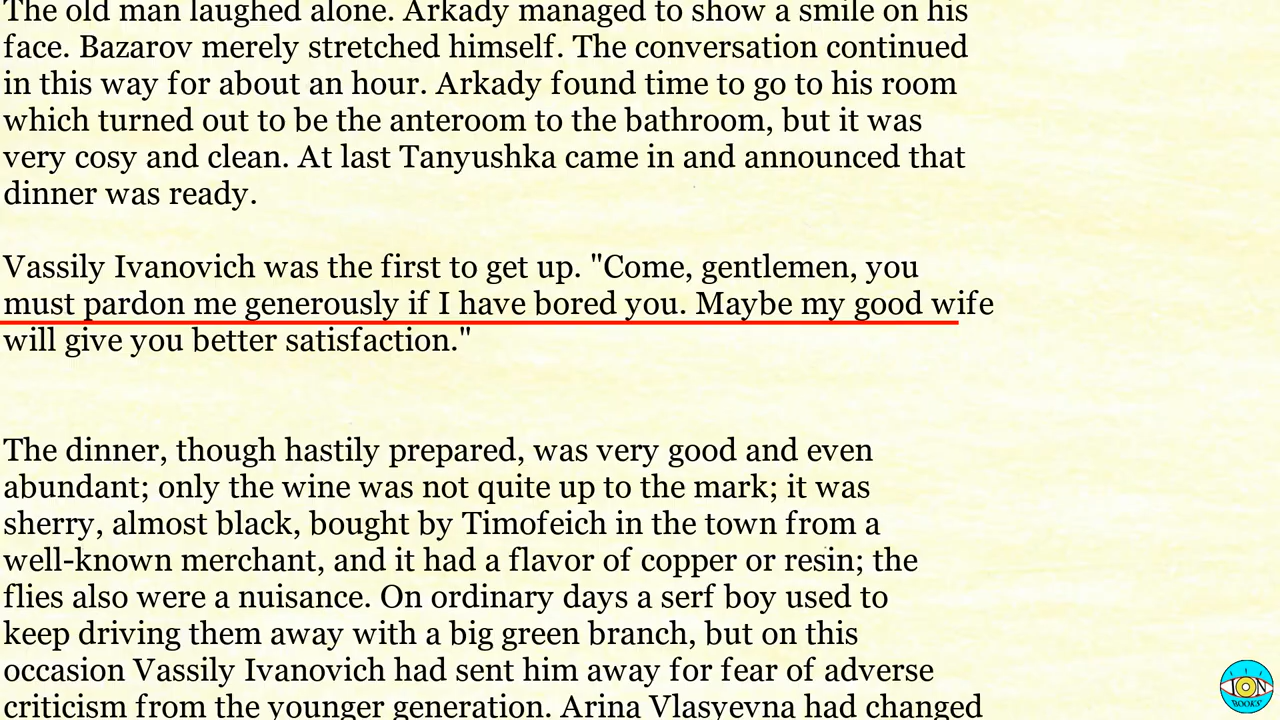 The old man laughed alone. Arkady managed to show a smile on his
face. Bazarov merely stretched himself. The conversation continued
in this way for about an hour. Arkady found time to go to his room
which turned out to be the anteroom to the bathroom, but it was
very cosy and clean. At last Tanyushka came in and announced that
dinner was ready.
Vassily Ivanovich was the first to get up. "Come, gentlemen, you
must pardon me generously if I have bored you. Maybe my good wife
will give you better satisfaction."
The dinner, though hastily prepared, was very good and even
abundant; only the wine was not quite up to the mark; it was
sherry, almost black, bought by Timofeich in the town from a
well-known merchant, and it had a flavor of copper or resin; the
flies also were a nuisance. On ordinary days a serf boy used to
keep driving them away with a big green branch, but on this
occasion Vassily Ivanovich had sent him away for fear of adverse
criticism from the younger generation. Arina Vlasyevna had changed
ION
BOOKS